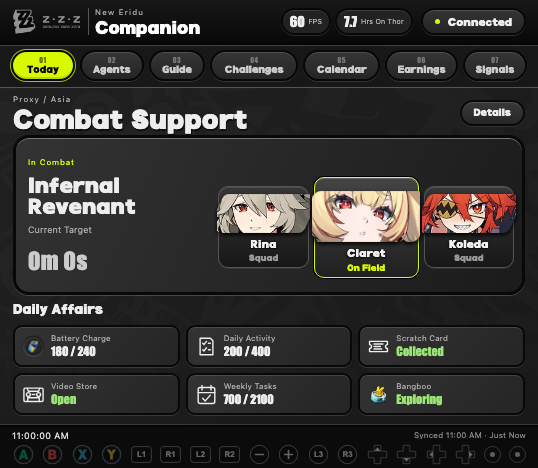 Z·Z·Z
New Eridu
Companion
60 FPS
7.7 Hrs On Thor
Connected
01
Today
02
Agents
03
Guide
04
Challenges
05
Calendar
06
Earnings
07
Signals
Proxy / Asia
Combat Support
Details
In Combat
Infernal
Revenant
Current Target
0m 0s
Rina
Squad
Claret
On Field
Koleda
Squad
Daily Affairs
Battery Charge
180 / 240
Daily Activity
200 / 400
Scratch Card
Collected
Video Store
Open
Weekly Tasks
700 / 2100
Bangboo
Exploring
11:00:00 AM
Synced 11:00 AM · Just Now
A B X Y L1 R1 L2 R2 L3 R3